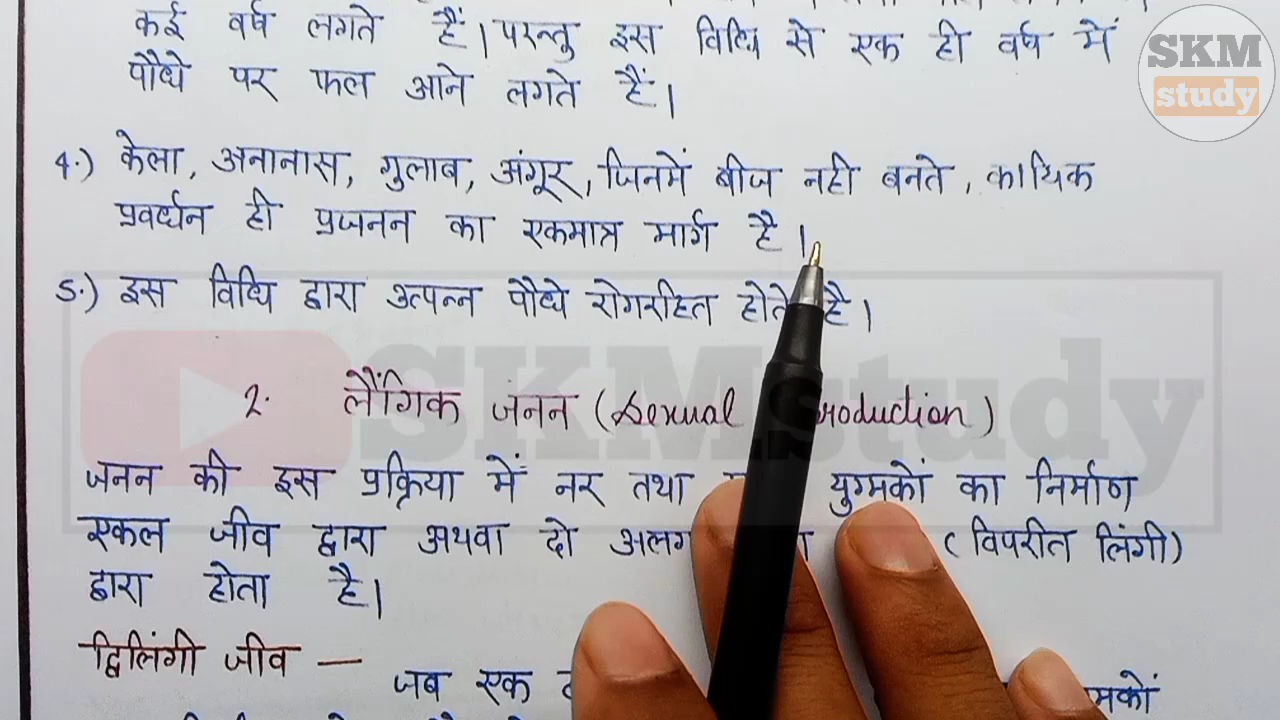 कई वर्ष लगते हैं। परन्तु इस विधि से एक ही वर्ष में
पौधे पर फल आने लगते हैं।
4.) केला, अनानास, गुलाब, अंगूर, जिनमें बीज नही बनते, कायिक
प्रवर्धन ही प्रजनन का एकमात्र मार्ग है।
5.) इस विधि द्वारा उत्पन्न पौधे रोगरहित होते है।
2. लैंगिक जनन (Sexual roduction)
जनन की इस प्रक्रिया में नर तथा युग्मकों का निर्माण
एकल जीव द्वारा अथवा दो अलग (विपरीत लिंगी)
द्वारा होता है।
द्विलिंगी जीव —
जब एक
SKM
study
SKMstudy